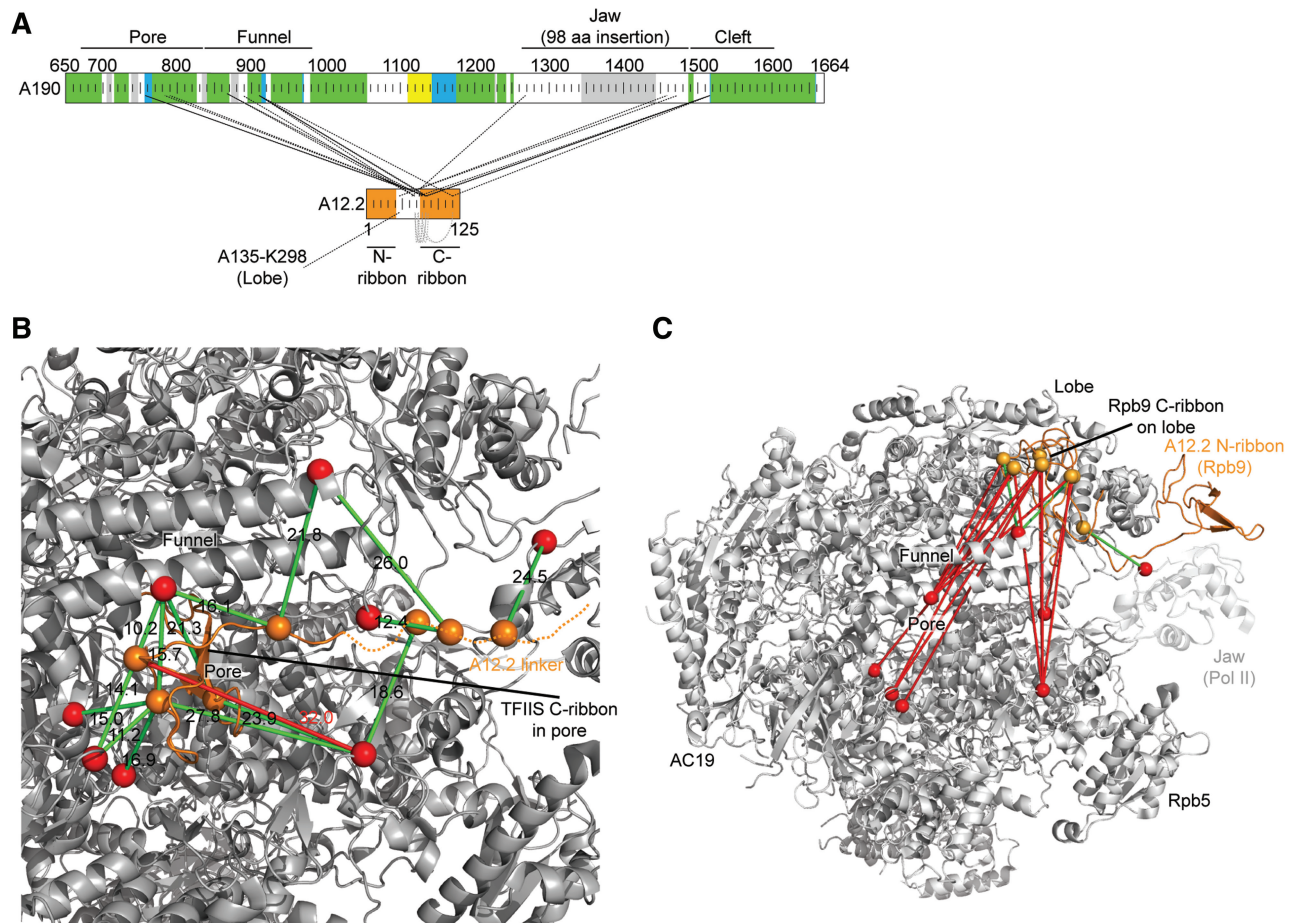 A
Jaw
Pore
Funnel
(98 aa insertion)
Cleft
650 700 800 900 1000 1100 1200 1300 1400 1500 1600 1664
A190
A12.2
1
125
A135-K298
(Lobe)
N-
ribbon
C-
ribbon
B
Funnel
21.8
26.0
24.5
16.1
12.4
10.2
21.3
15.7
Pore
A12.2 linker
14.1
18.6
TFIIS C-ribbon
in pore
15.0
27.8
23.9
32.0
11.2
16.9
C
Lobe
Rpb9 C-ribbon
on lobe
A12.2 N-ribbon
(Rpb9)
Funnel
Pore
Jaw
(Pol II)
AC19
Rpb5